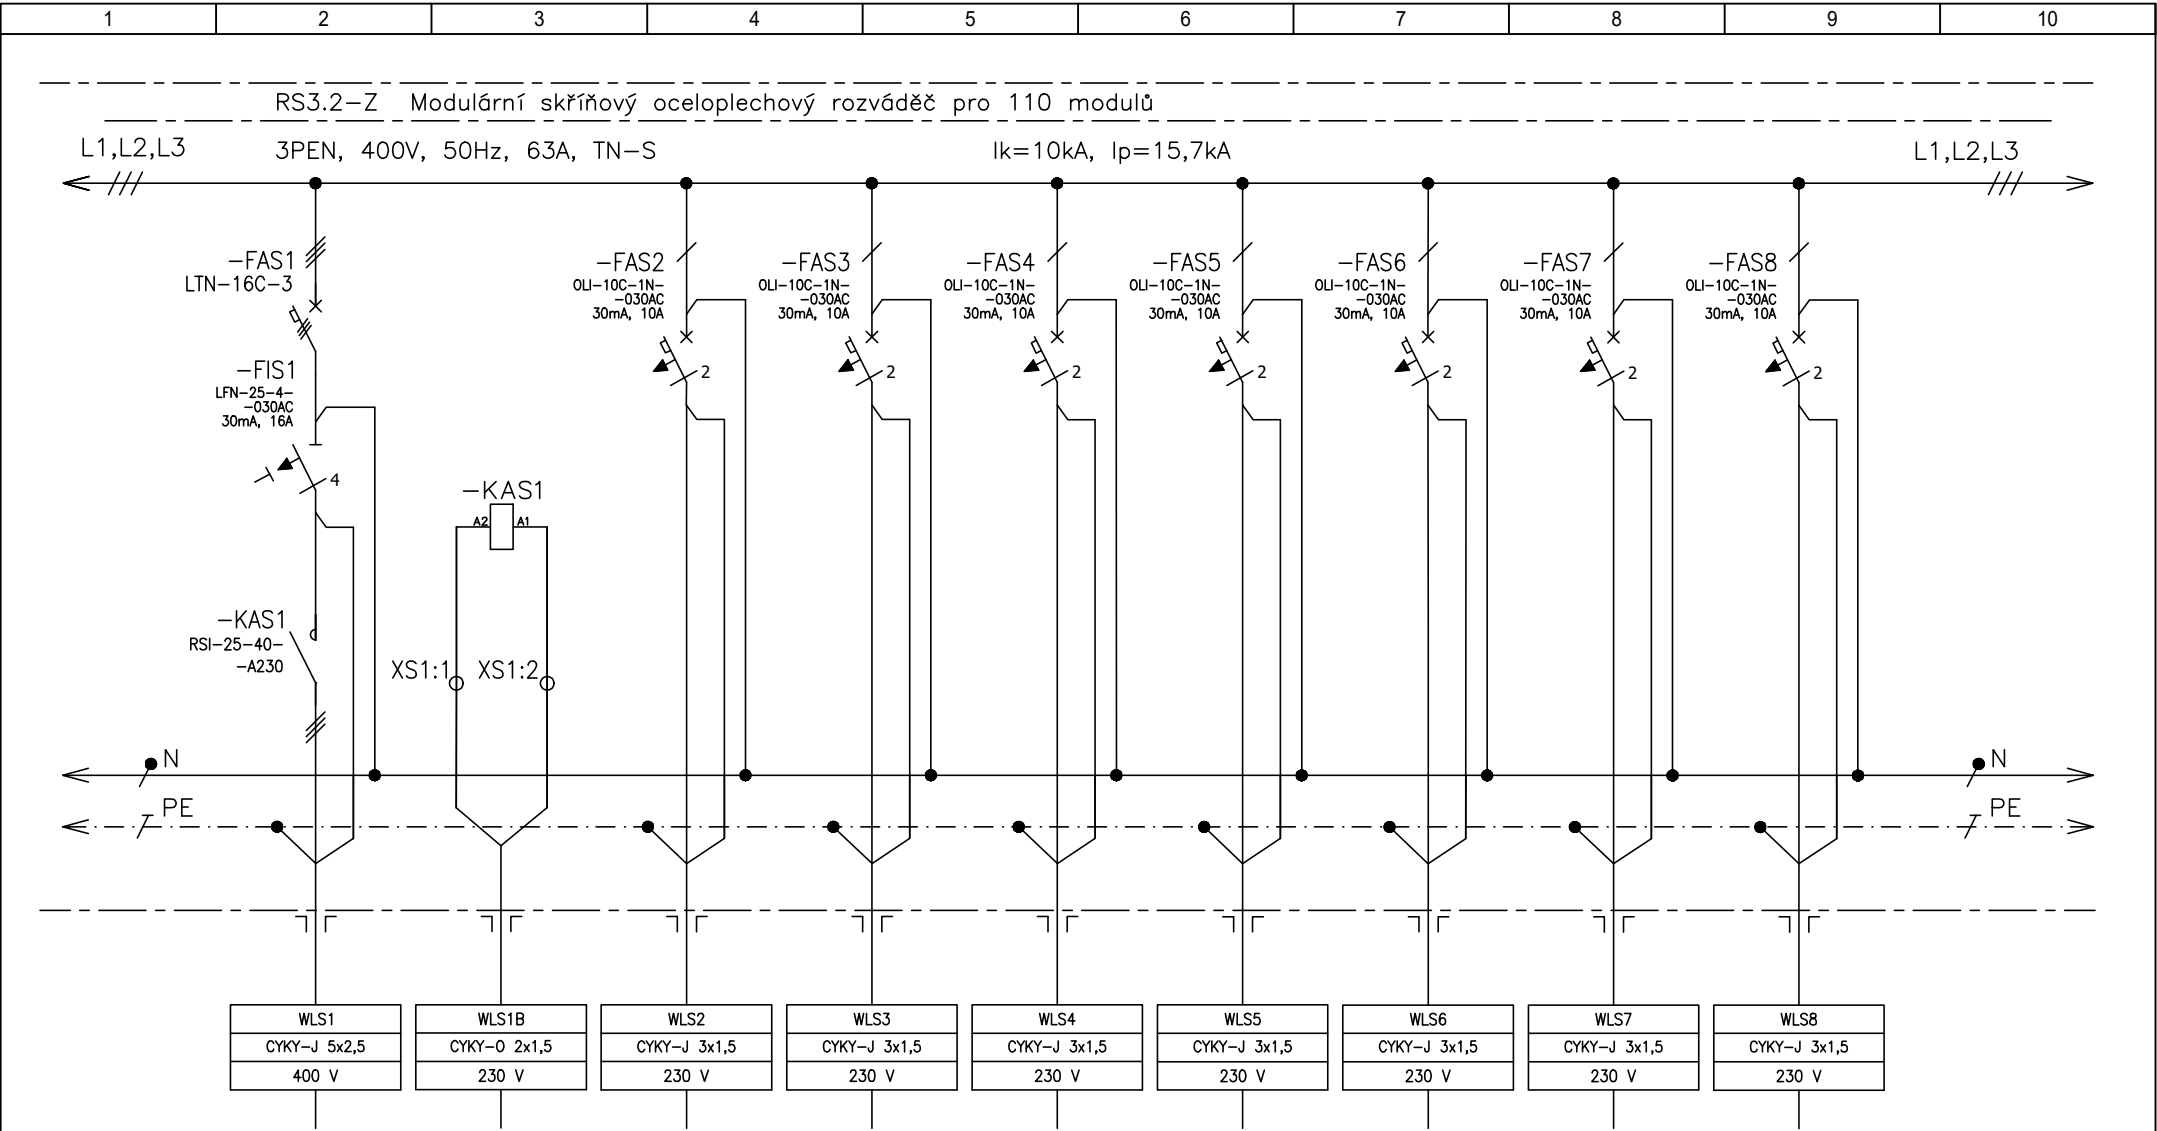 1 2 3 4 5 6 7 8 9 10
RS3.2-Z Modulární skříňový oceloplechový rozváděč pro 110 modulů
L1,L2,L3 3PEN, 400V, 50Hz, 63A, TN-S Ik=10kA, Ip=15,7kA L1,L2,L3
-FAS1
LTN-16C-3
-FIS1
LFN-25-4-
-030AC
30mA, 16A
4
-KAS1
RSI-25-40-
-A230
-KAS1
A2 A1
XS1:1 XS1:2
-FAS2
OLI-10C-1N-
-030AC
30mA, 10A
2
-FAS3
OLI-10C-1N-
-030AC
30mA, 10A
2
-FAS4
OLI-10C-1N-
-030AC
30mA, 10A
2
-FAS5
OLI-10C-1N-
-030AC
30mA, 10A
2
-FAS6
OLI-10C-1N-
-030AC
30mA, 10A
2
-FAS7
OLI-10C-1N-
-030AC
30mA, 10A
2
-FAS8
OLI-10C-1N-
-030AC
30mA, 10A
2
N N
PE PE
WLS1 WLS1B WLS2 WLS3 WLS4 WLS5 WLS6 WLS7 WLS8
CYKY-J 5x2,5 CYKY-O 2x1,5 CYKY-J 3x1,5 CYKY-J 3x1,5 CYKY-J 3x1,5 CYKY-J 3x1,5 CYKY-J 3x1,5 CYKY-J 3x1,5 CYKY-J 3x1,5
400 V 230 V 230 V 230 V 230 V 230 V 230 V 230 V 230 V